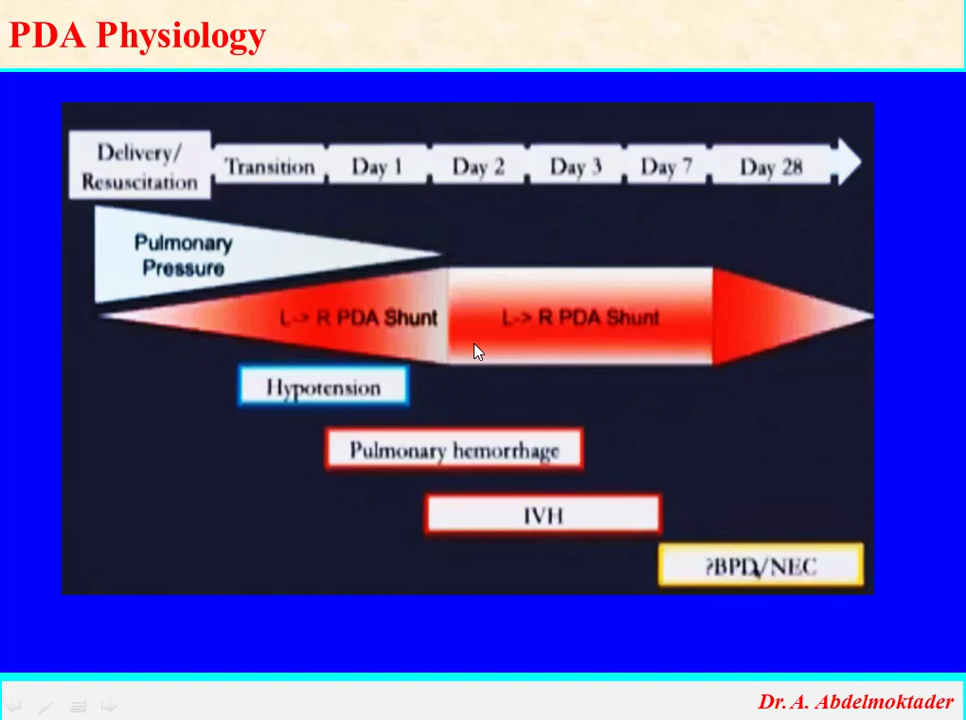 PDA Physiology
Delivery/
Resuscitation
Transition
Day 1
Day 2
Day 3
Day 7
Day 28
Pulmonary
Pressure
L-> R PDA Shunt
L-> R PDA Shunt
Hypotension
Pulmonary hemorrhage
IVH
?BPD/NEC
Dr. A. Abdelmoktader